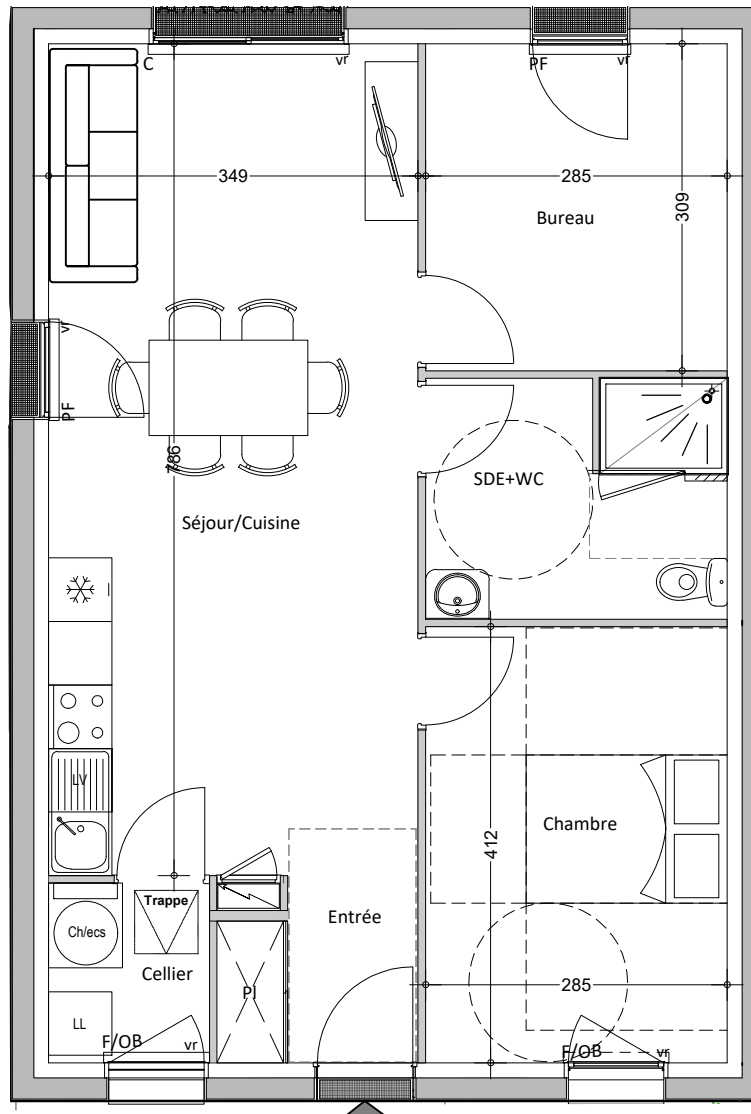 C
vr
PF
vr
349
285
309
Bureau
vr
PF
786
SDE+WC
Séjour/Cuisine
LV
Chambre
412
Trappe
Ch/ecs
Entrée
Cellier
Pl
285
LL
F/OB
vr
F/OB
vr